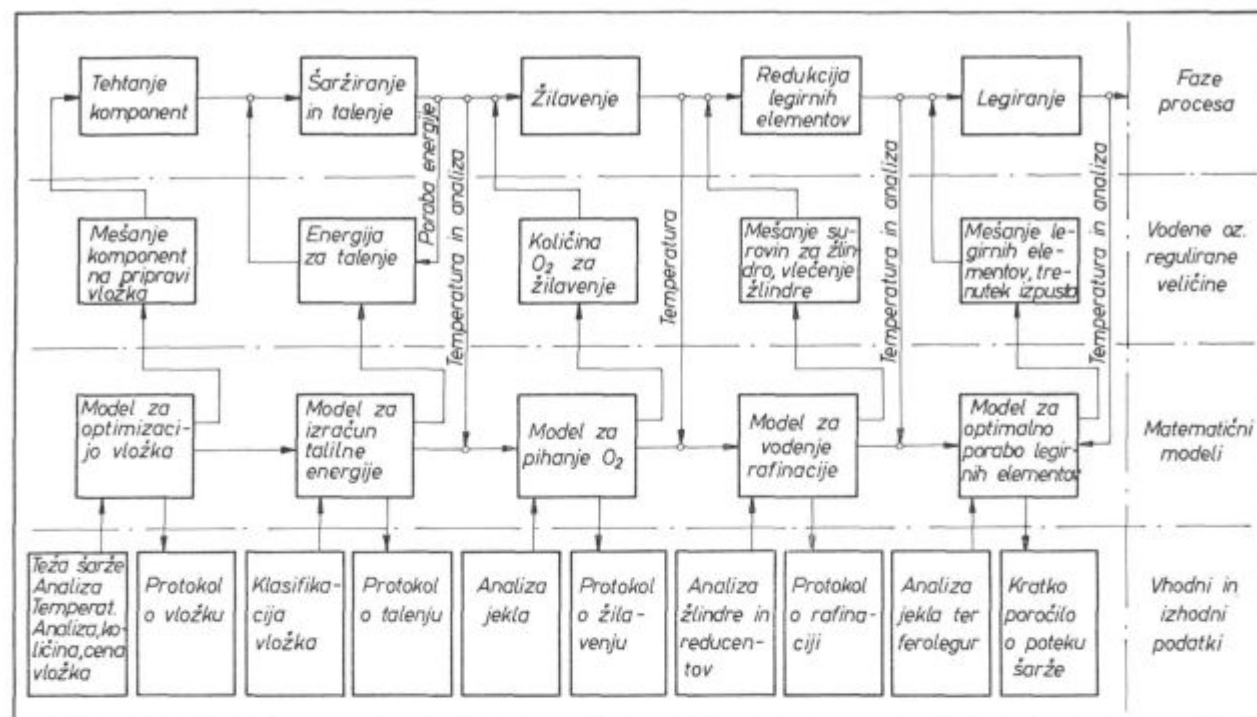 Tehtanje
komponent
Šaržiranje
in talenje
Žilavenje
Redukcija
legirnih
elementov
Legiranje
Faze
procesa
Poraba energije
Temperatura in analiza
Temperatura
Temperatura in analiza
Temperatura in analiza
Mešanje
komponent
na pripravi
vložka
Energija
za talenje
Količina
O₂ za
žilavenje
Mešanje su-
rovin za žlin-
dro, vlečenje
žlindre
Mešanje le-
girnih ele-
mentov, tre-
nutek izpusta
Vodene oz.
regulirane
veličine
Model za
optimizaci-
jo vložka
Model za
izračun
talilne
energije
Model za
pihanje O₂
Model za
vodenje
rafinacije
Model za
optimalno
porabo legir-
nih elementov
Matematični
modeli
Teža šarže
Analiza
Temperat.
Analiza, ko-
ličina, cena
vložka
Protokol
o vložku
Klasifika-
cija
vložka
Protokol
o talenju
Analiza
jekla
Protokol
o žila-
venju
Analiza
žlindre in
reducen-
tov
Protokol
o rafina-
ciji
Analiza
jekla ter
ferolegur
Kratko
poročilo
o poteku
šarže
Vhodni in
izhodni
podatki